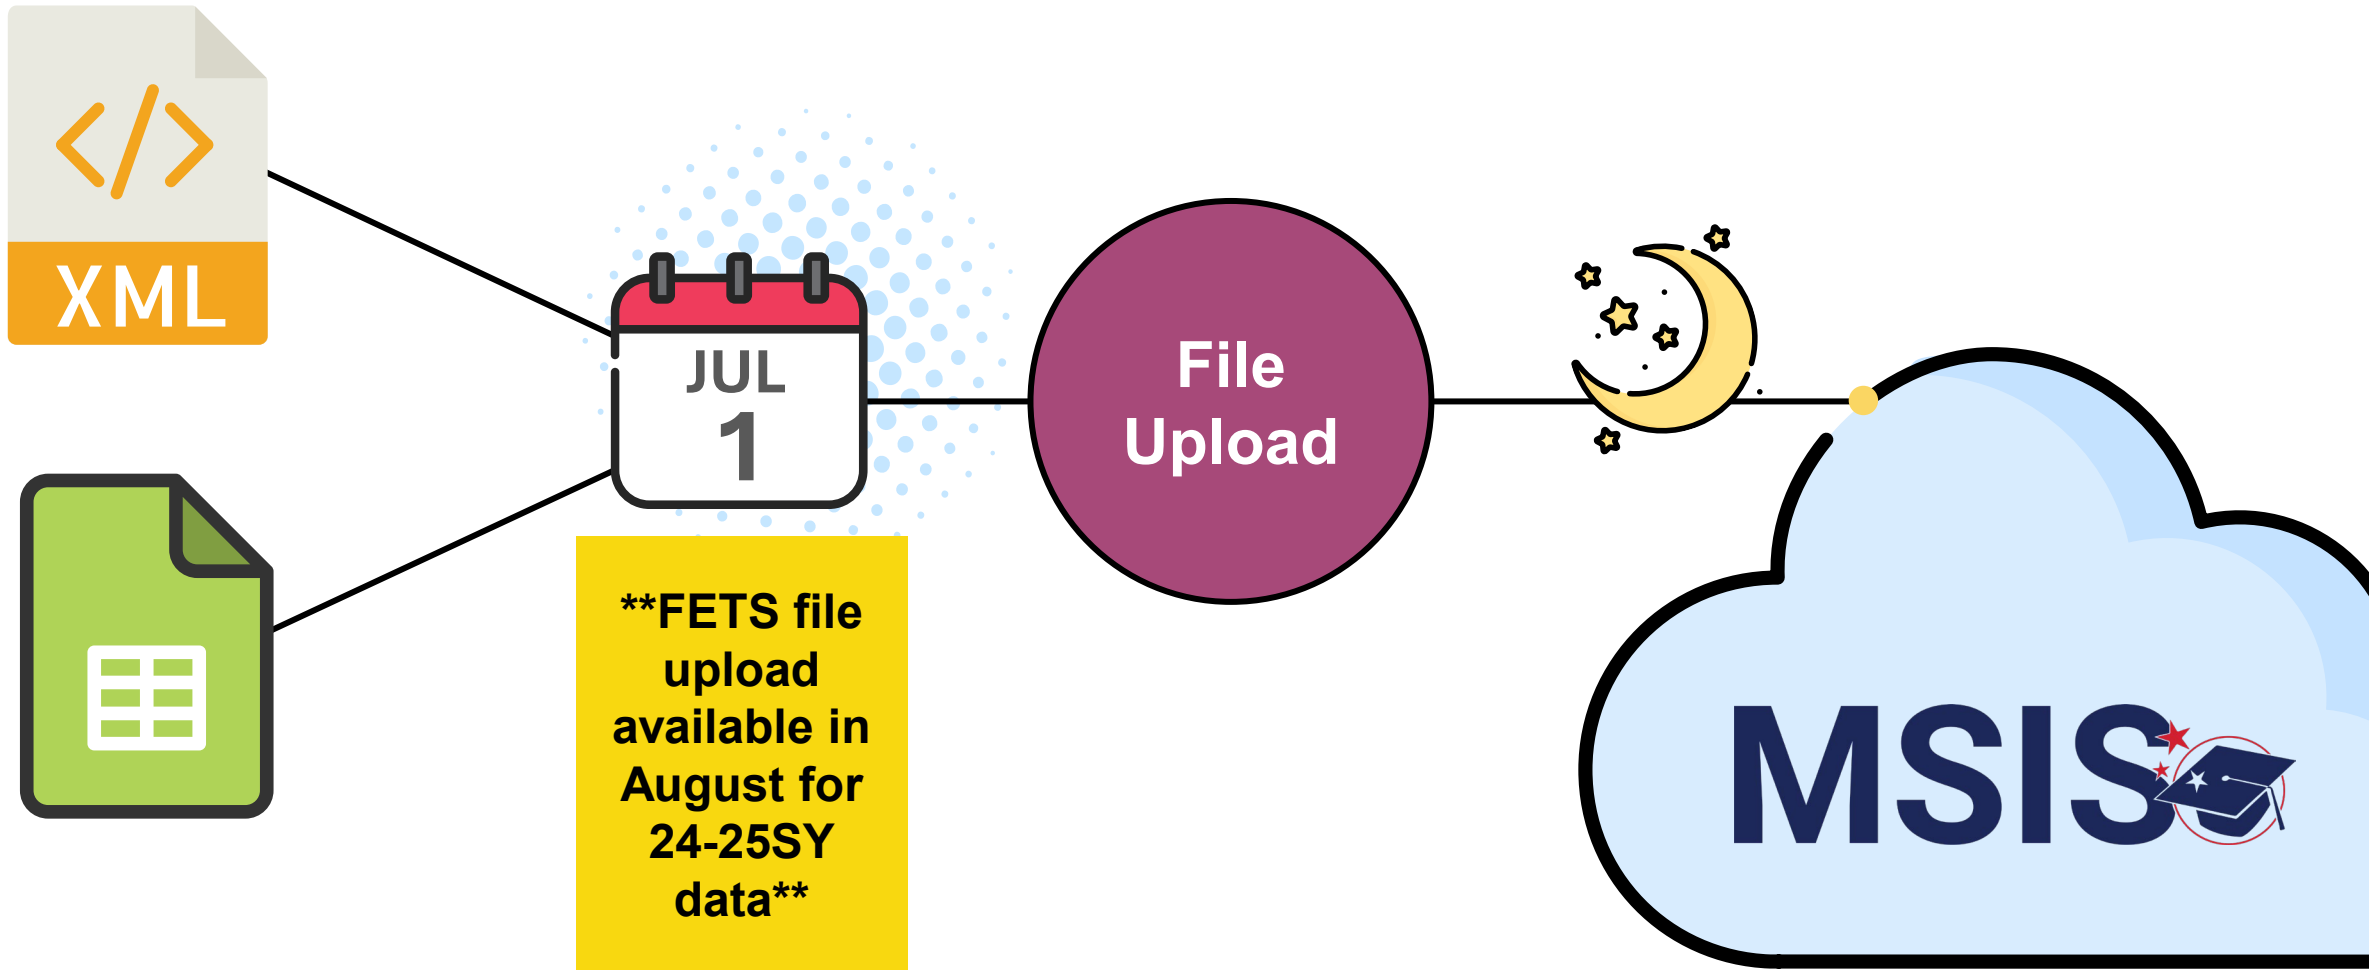 XML
JUL
1
File
Upload
**FETS file
upload
available in
August for
24-25SY
data**
MSIS